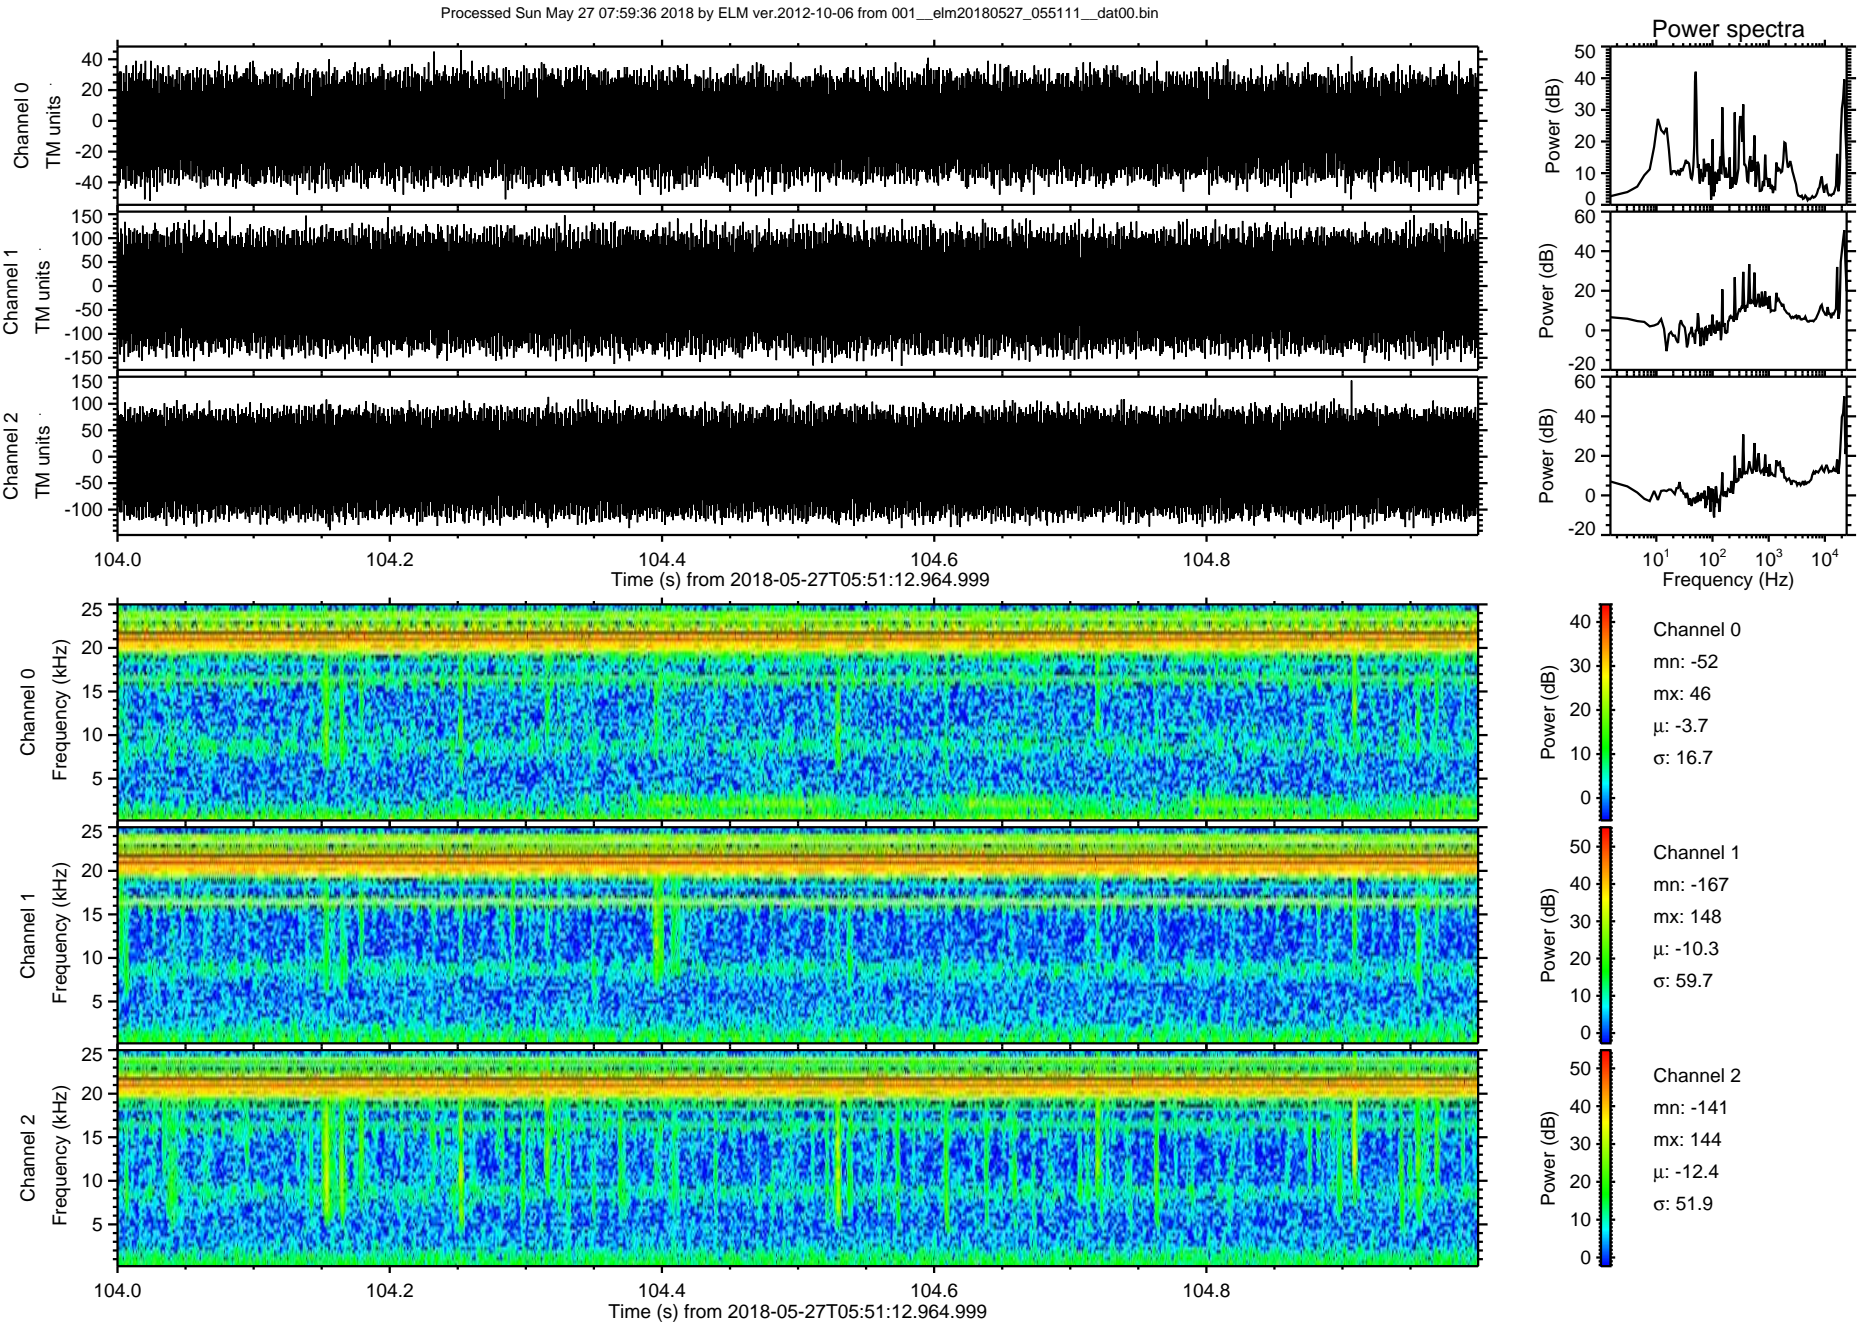 Processed Sun May 27 07:59:36 2018 by ELM ver.2012-10-06 from 001__elm20180527_055111__dat00.bin
Power spectra
Channel 0
TM units
40
20
0
-20
-40
Power (dB)
50
40
30
20
10
0
Channel 1
TM units
150
100
50
0
-50
-100
-150
Power (dB)
60
40
20
0
-20
Channel 2
TM units
150
100
50
0
-50
-100
Power (dB)
60
40
20
0
-20
104.0 104.2 104.4 104.6 104.8
Time (s) from 2018-05-27T05:51:12.964.999
10¹ 10² 10³ 10⁴
Frequency (Hz)
Channel 0
Frequency (kHz)
25
20
15
10
5
Power (dB)
40
30
20
10
0
Channel 0
mn: -52
mx: 46
μ: -3.7
σ: 16.7
Channel 1
Frequency (kHz)
25
20
15
10
5
Power (dB)
50
40
30
20
10
0
Channel 1
mn: -167
mx: 148
μ: -10.3
σ: 59.7
Channel 2
Frequency (kHz)
25
20
15
10
5
Power (dB)
50
40
30
20
10
0
Channel 2
mn: -141
mx: 144
μ: -12.4
σ: 51.9
104.0 104.2 104.4 104.6 104.8
Time (s) from 2018-05-27T05:51:12.964.999